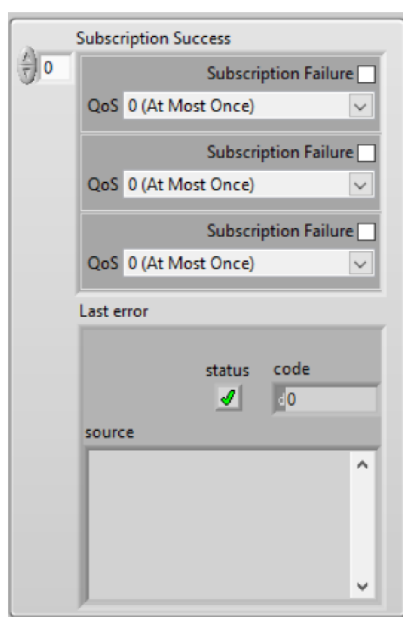 Subscription Success
0
Subscription Failure
QoS 0 (At Most Once)
Subscription Failure
QoS 0 (At Most Once)
Subscription Failure
QoS 0 (At Most Once)
Last error
status code
d 0
source